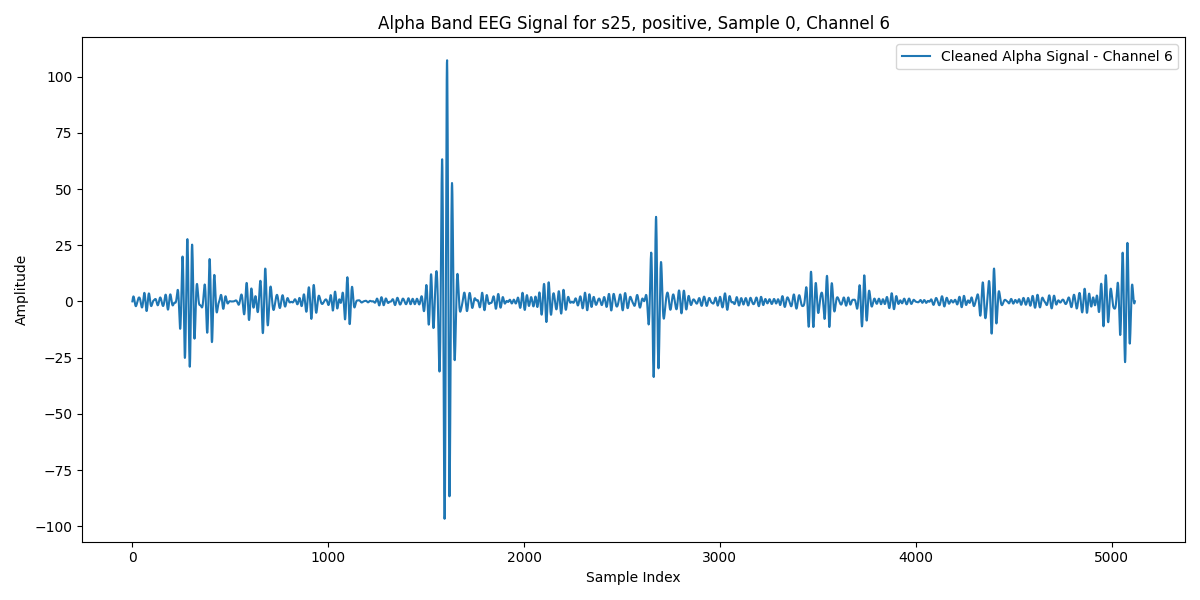 Alpha Band EEG Signal for s25, positive, Sample 0, Channel 6
Cleaned Alpha Signal - Channel 6
Amplitude
100
75
50
25
0
−25
−50
−75
−100
0 1000 2000 3000 4000 5000
Sample Index